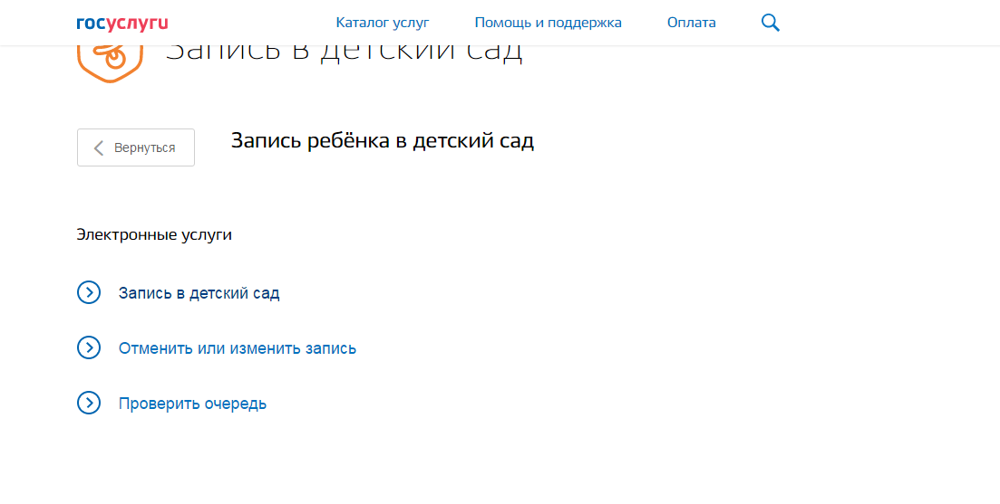 госуслуги Каталог услуг Помощь и поддержка Оплата
Запись в детский сад
Вернуться Запись ребёнка в детский сад
Электронные услуги
Запись в детский сад
Отменить или изменить запись
Проверить очередь